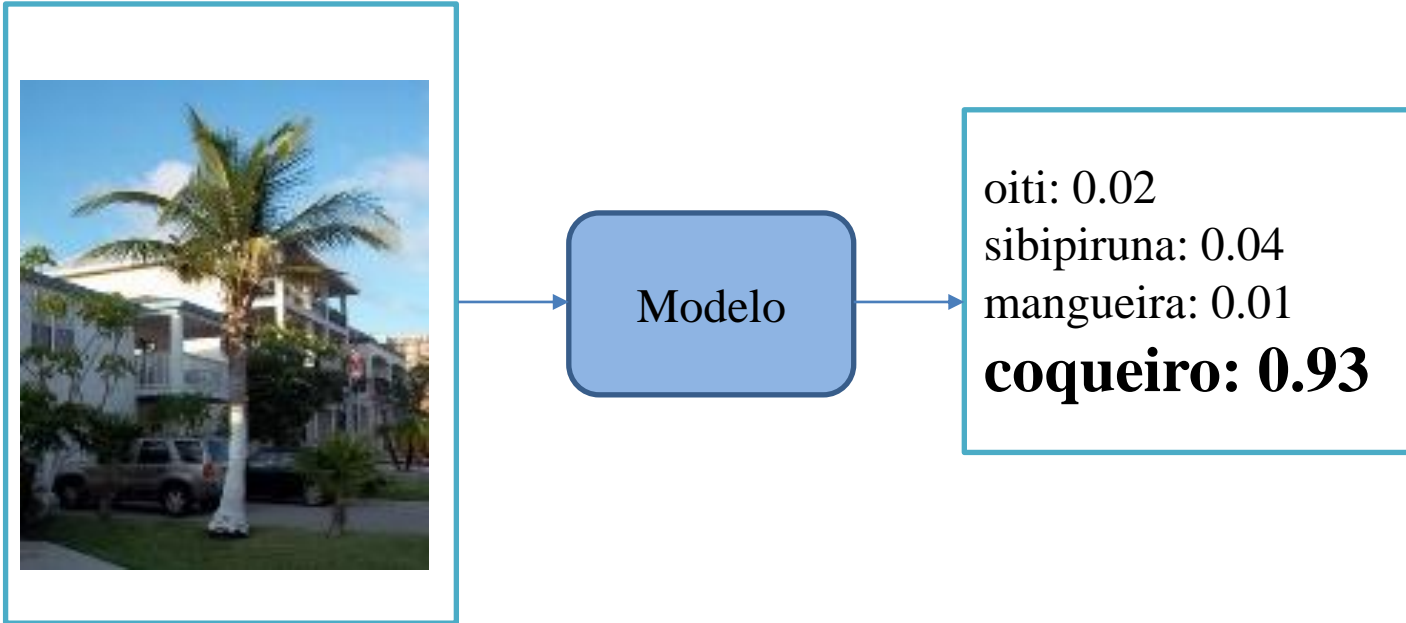 Modelo
oiti: 0.02
sibipiruna: 0.04
mangueira: 0.01
coqueiro: 0.93